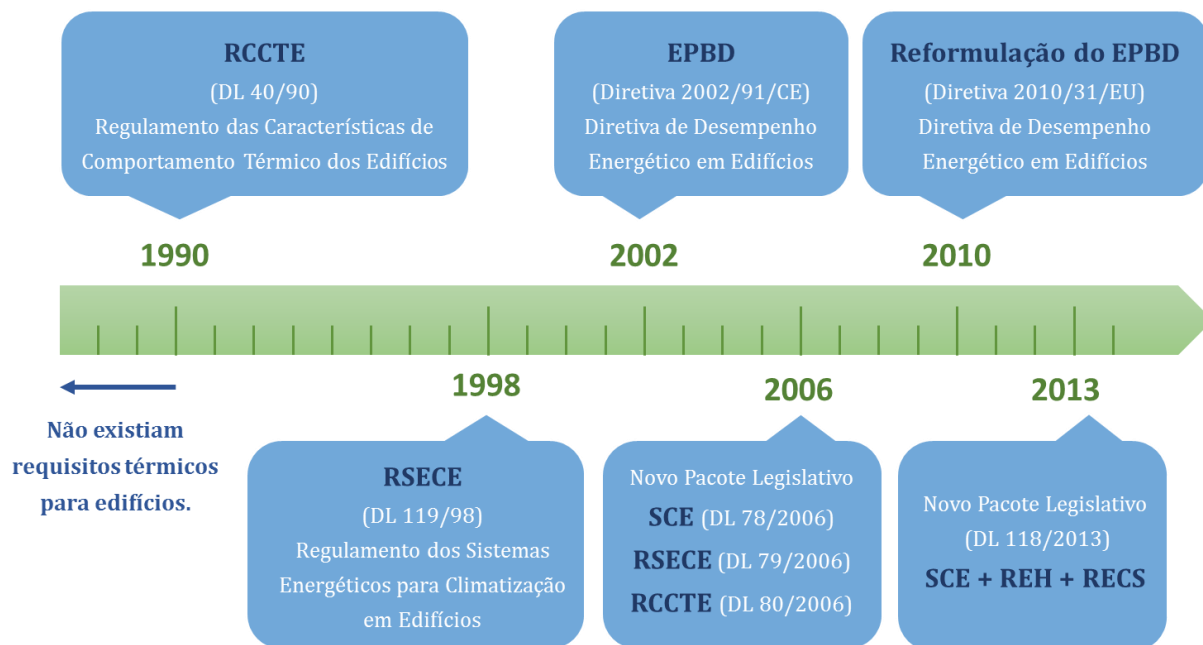 RCCTE
(DL 40/90)
Regulamento das Características de
Comportamento Térmico dos Edifícios
EPBD
(Diretiva 2002/91/CE)
Diretiva de Desempenho
Energético em Edifícios
Reformulação do EPBD
(Diretiva 2010/31/EU)
Diretiva de Desempenho
Energético em Edifícios
1990
2002
2010
1998
2006
2013
Não existiam
requisitos térmicos
para edifícios.
RSECE
(DL 119/98)
Regulamento dos Sistemas
Energéticos para Climatização
em Edifícios
Novo Pacote Legislativo
SCE (DL 78/2006)
RSECE (DL 79/2006)
RCCTE (DL 80/2006)
Novo Pacote Legislativo
(DL 118/2013)
SCE + REH + RECS